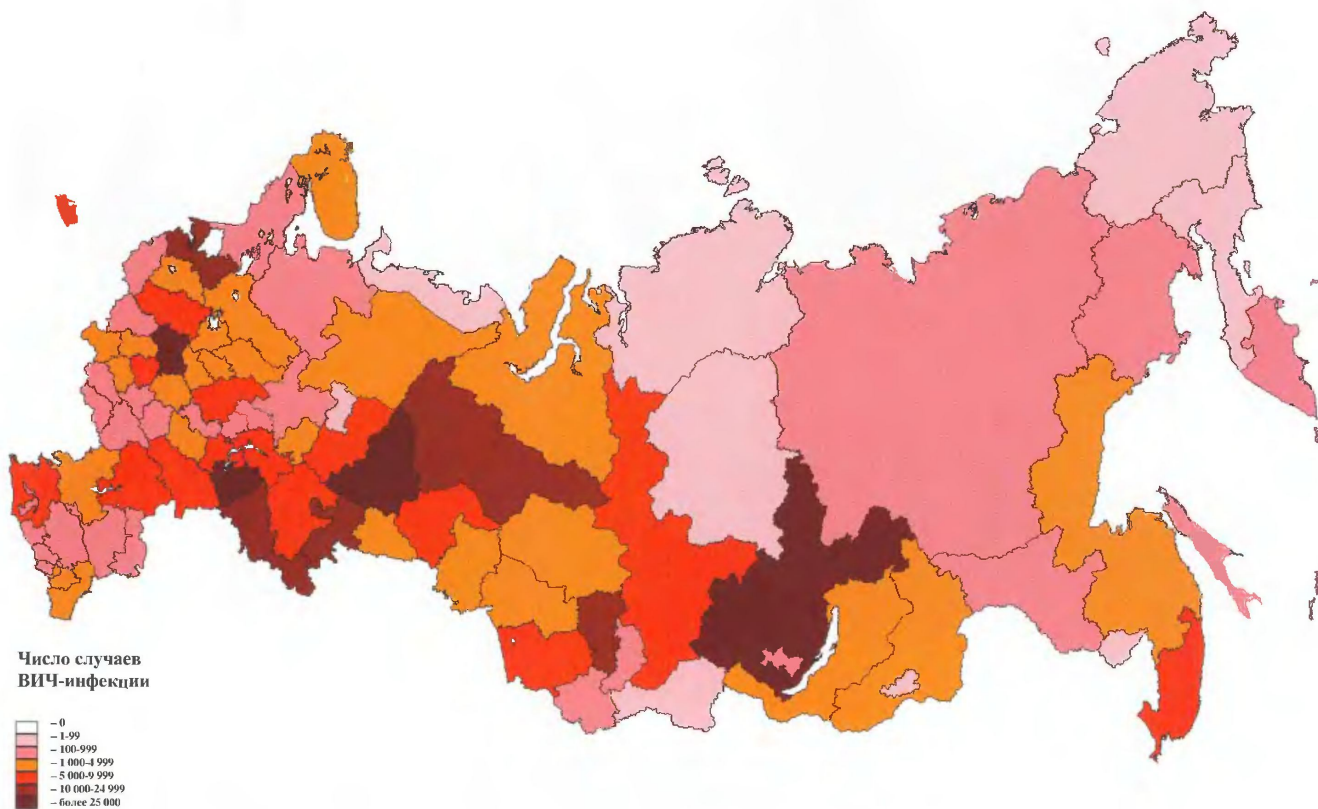 Число случаев
ВИЧ-инфекции
– 0
– 1-99
– 100-999
– 1 000-4 999
– 5 000-9 999
– 10 000-24 999
– более 25 000